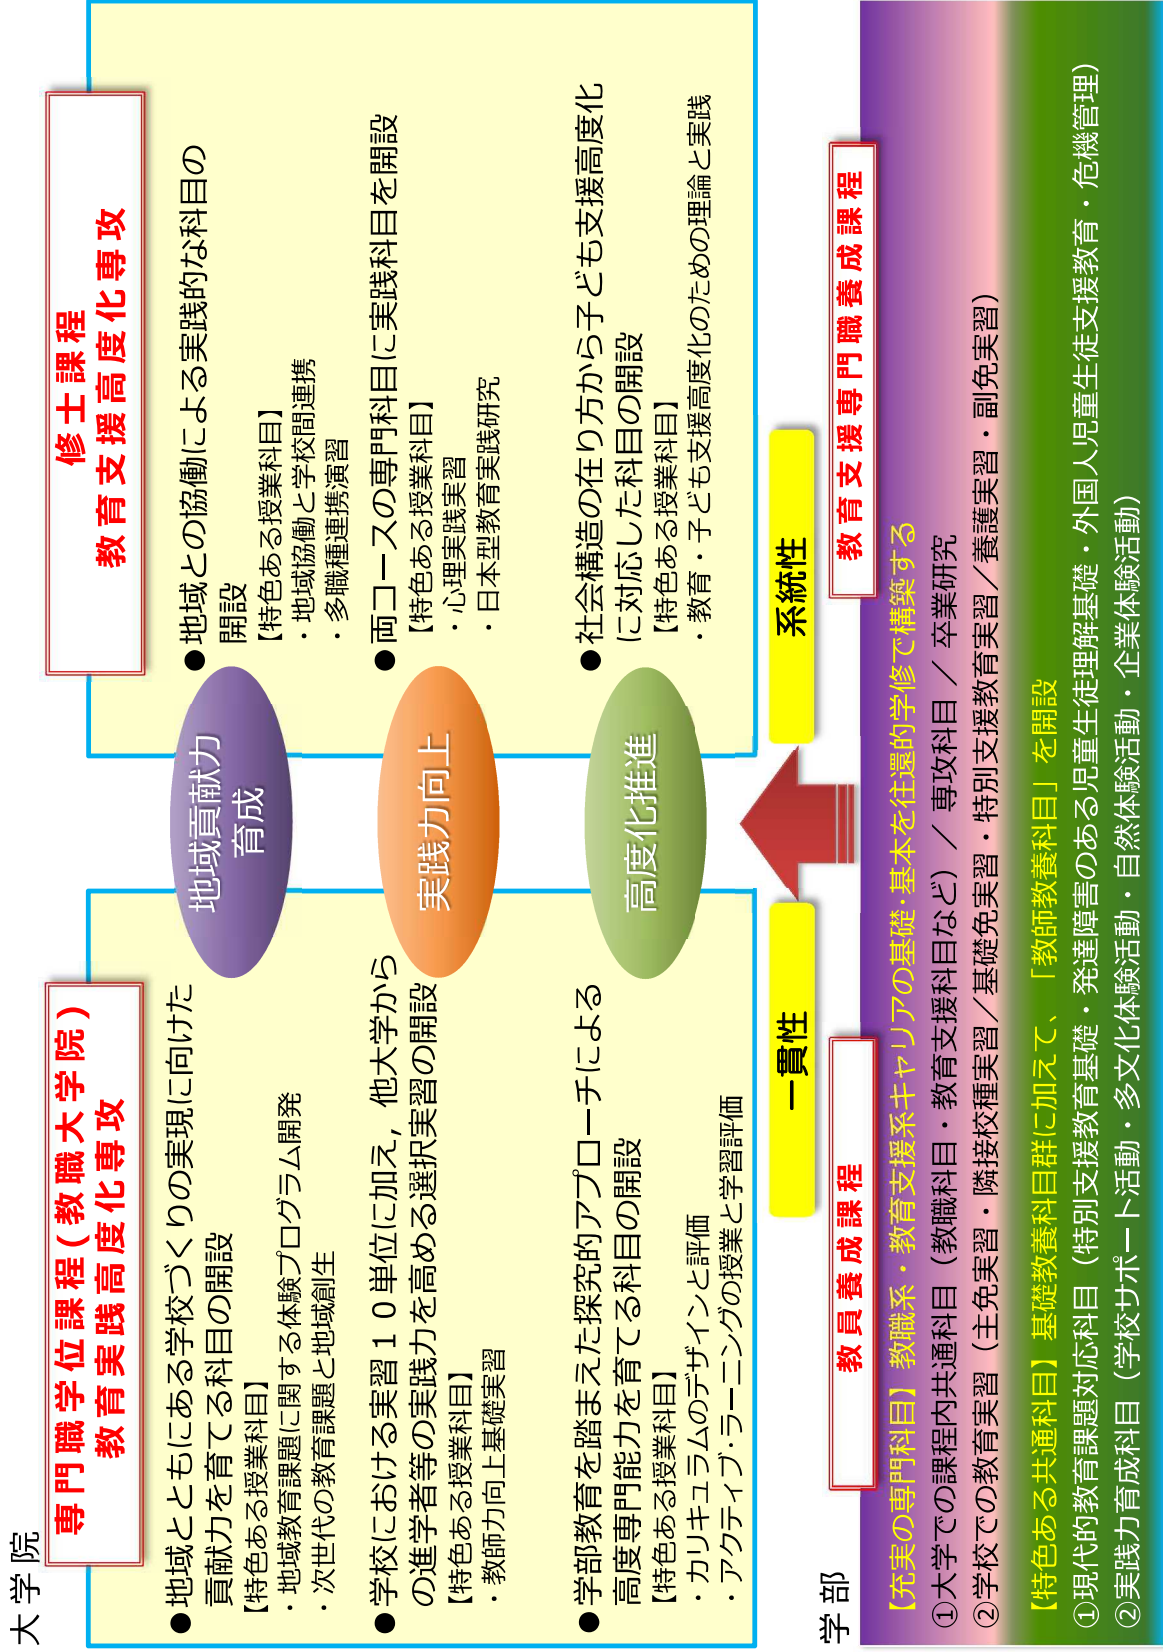 大学院
専門職学位課程(教職大学院)
教育実践高度化専攻
●地域とともにある学校づくりの実現に向けた
貢献力を育てる科目の開設
【特色ある授業科目】
・地域教育課題に関する体験プログラム開発
・次世代の教育課題と地域創生
●学校における実習１０単位に加え，他大学から
の進学者等の実践力を高める選択実習の開設
【特色ある授業科目】
・教師力向上基礎実習
●学部教育を踏まえた探究的アプローチによる
高度専門能力を育てる科目の開設
【特色ある授業科目】
・カリキュラムのデザインと評価
・アクティブ・ラーニングの授業と学習評価
地域貢献力
育成
実践力向上
高度化推進
修士課程
教育支援高度化専攻
●地域との協働による実践的な科目の
開設
【特色ある授業科目】
・地域協働と学校間連携
・多職種連携演習
●両コースの専門科目に実践科目を開設
【特色ある授業科目】
・心理実践実習
・日本型教育実践研究
●社会構造の在り方から子ども支援高度化
に対応した科目の開設
【特色ある授業科目】
・教育・子ども支援高度化のための理論と実践
一貫性
系統性
学部
教員養成課程
教育支援専門職養成課程
【充実の専門科目】教職系・教育支援系キャリアの基礎・基本を往還的学修で構築する
①大学での課程内共通科目（教職科目・教育支援科目など）／ 専攻科目 ／ 卒業研究
②学校での教育実習（主免実習・隣接校種実習／基礎免実習・特別支援教育実習／養護実習・副免実習）
【特色ある共通科目】基礎教養科目群に加えて、「教師教養科目」を開設
①現代的教育課題対応科目（特別支援教育基礎・発達障害のある児童生徒理解基礎・外国人児童生徒支援教育・危機管理）
②実践力育成科目（学校サポート活動・多文化体験活動・自然体験活動・企業体験活動）